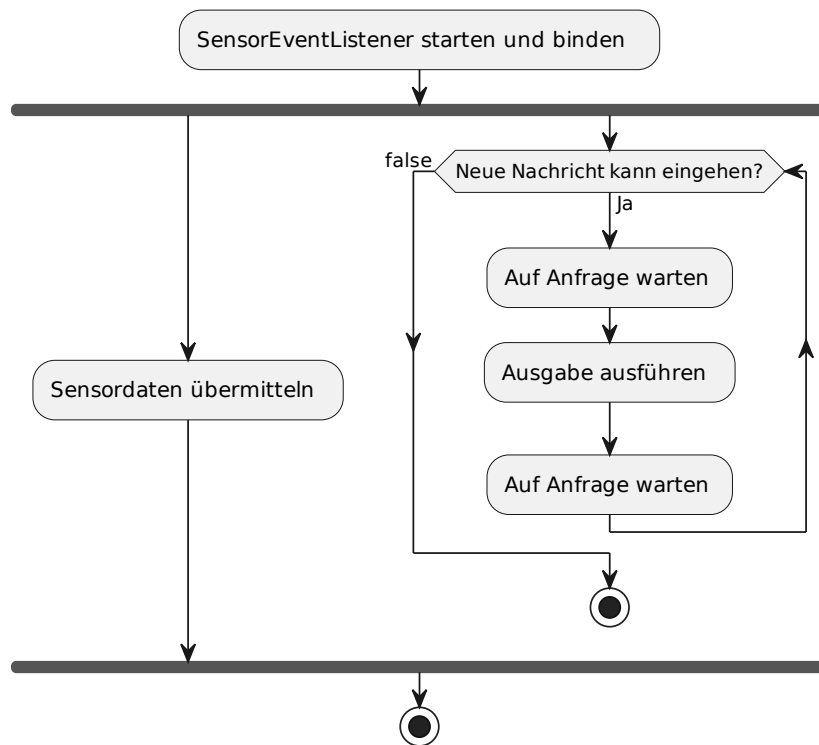 SensorEventListener starten und binden
false
Neue Nachricht kann eingehen?
Ja
Auf Anfrage warten
Ausgabe ausführen
Sensordaten übermitteln
Auf Anfrage warten